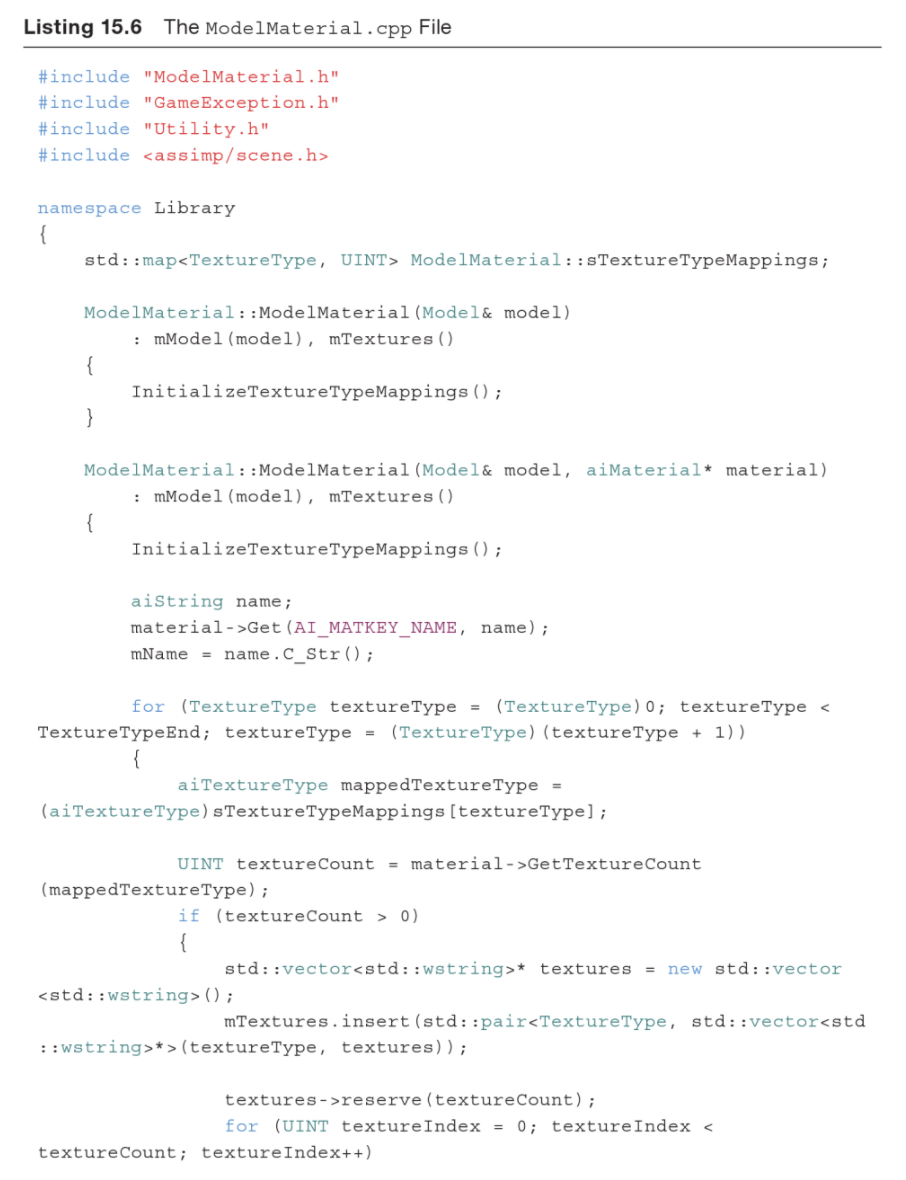 Listing 15.6 The ModelMaterial.cpp File
#include "ModelMaterial.h"
#include "GameException.h"
#include "Utility.h"
#include <assimp/scene.h>
namespace Library
{
    std::map<TextureType, UINT> ModelMaterial::sTextureTypeMappings;
    ModelMaterial::ModelMaterial(Model& model)
        : mModel(model), mTextures()
    {
        InitializeTextureTypeMappings();
    }
    ModelMaterial::ModelMaterial(Model& model, aiMaterial* material)
        : mModel(model), mTextures()
    {
        InitializeTextureTypeMappings();
        aiString name;
        material->Get(AI_MATKEY_NAME, name);
        mName = name.C_Str();
        for (TextureType textureType = (TextureType)0; textureType <
TextureTypeEnd; textureType = (TextureType)(textureType + 1))
        {
            aiTextureType mappedTextureType =
(aiTextureType)sTextureTypeMappings[textureType];
            UINT textureCount = material->GetTextureCount
(mappedTextureType);
            if (textureCount > 0)
            {
                std::vector<std::wstring>* textures = new std::vector
<std::wstring>();
                mTextures.insert(std::pair<TextureType, std::vector<std
::wstring>*>(textureType, textures));
                textures->reserve(textureCount);
                for (UINT textureIndex = 0; textureIndex <
textureCount; textureIndex++)